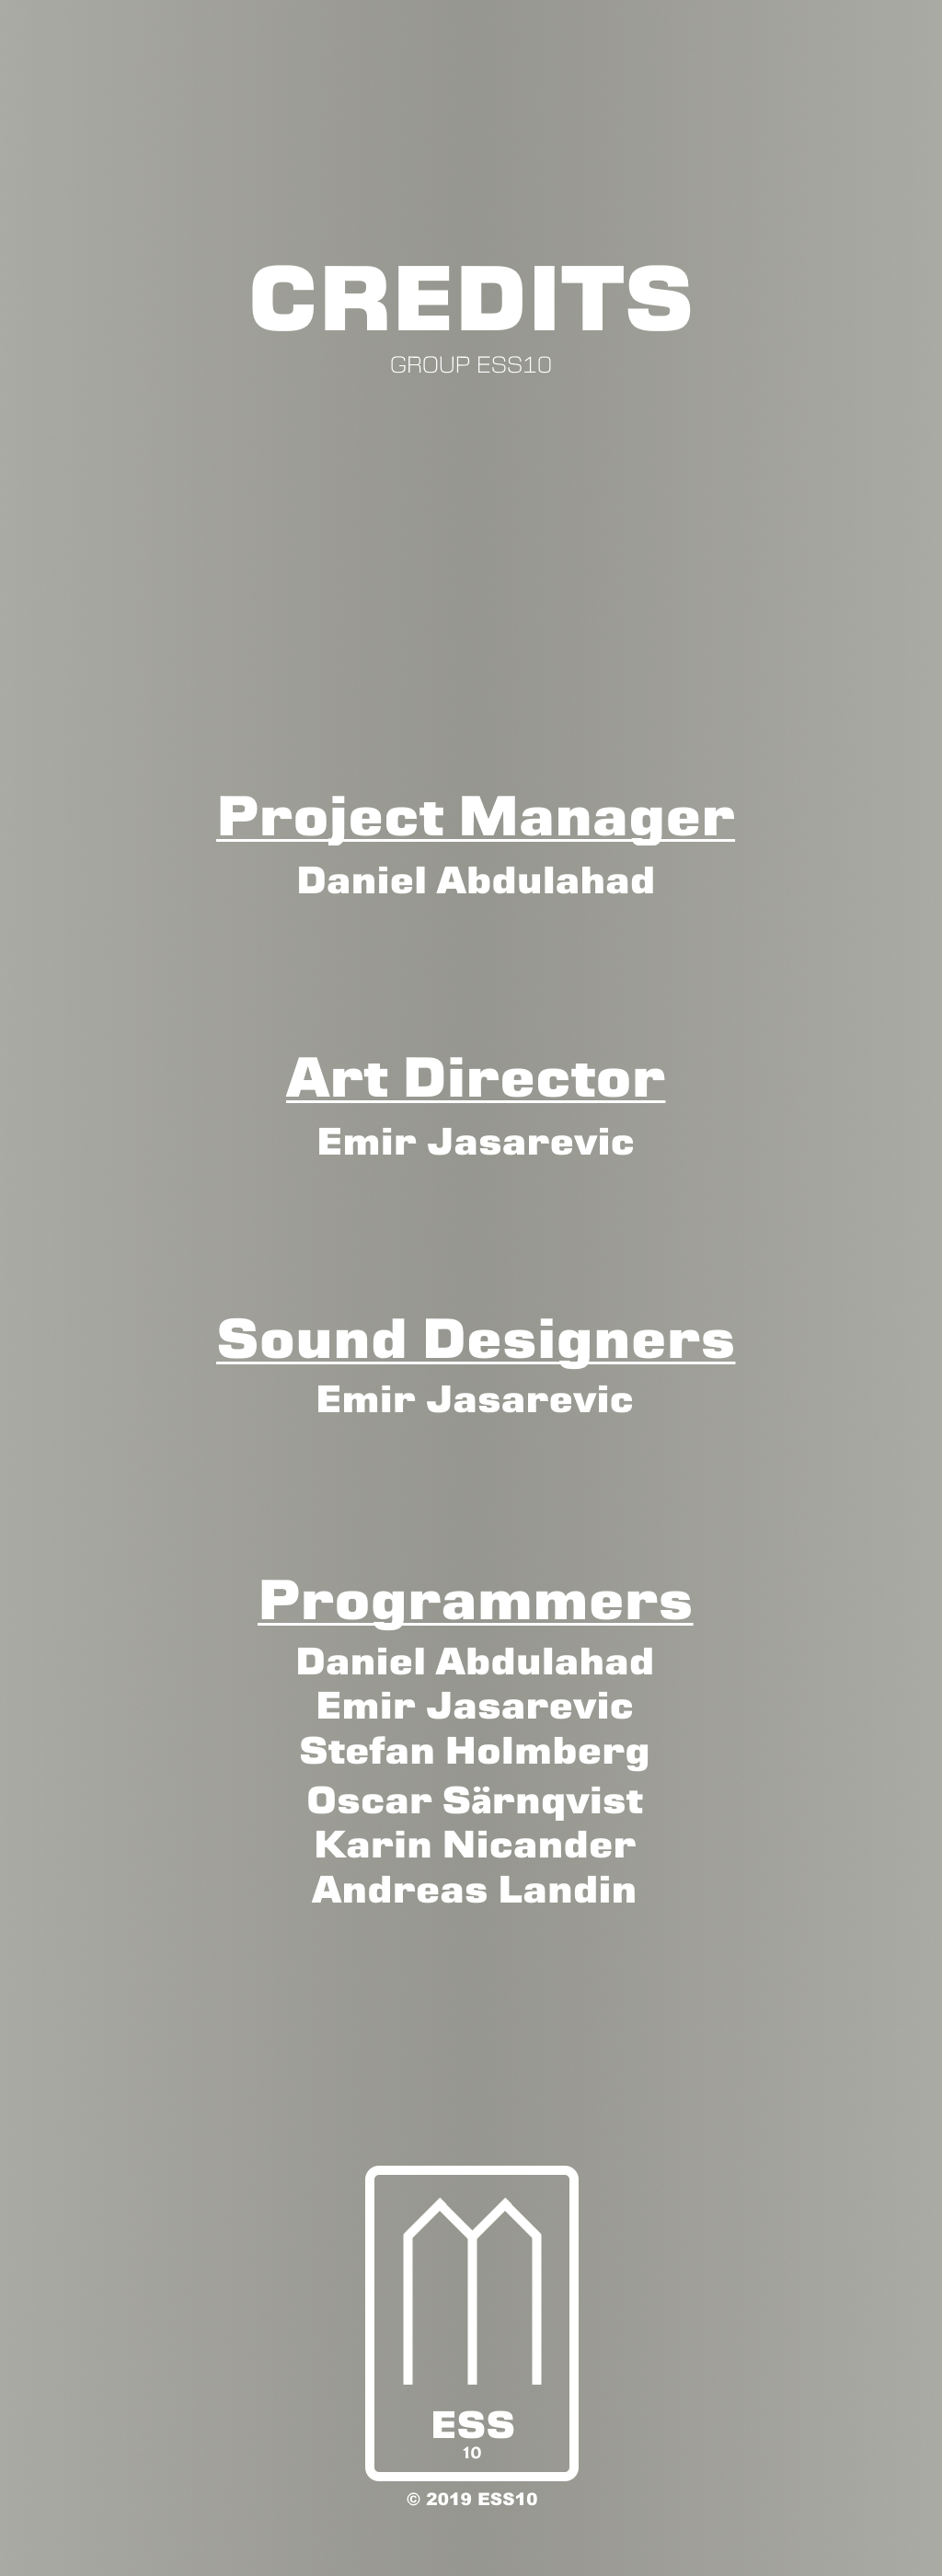 CREDITS
GROUP ESS10
Project Manager
Daniel Abdulahad
Art Director
Emir Jasarevic
Sound Designers
Emir Jasarevic
Programmers
Daniel Abdulahad
Emir Jasarevic
Stefan Holmberg
Oscar Särnqvist
Karin Nicander
Andreas Landin
ESS
10
© 2019 ESS10